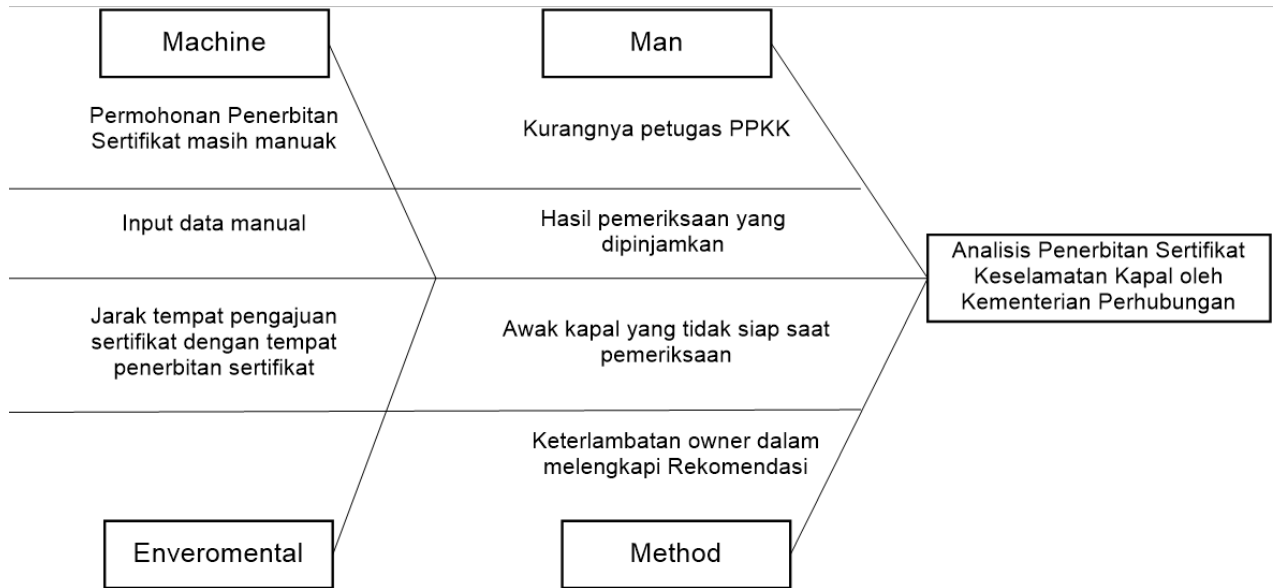 Machine
Man
Permohonan Penerbitan
Sertifikat masih manuak
Kurangnya petugas PPKK
Input data manual
Hasil pemeriksaan yang
dipinjamkan
Analisis Penerbitan Sertifikat
Keselamatan Kapal oleh
Kementerian Perhubungan
Jarak tempat pengajuan
sertifikat dengan tempat
penerbitan sertifikat
Awak kapal yang tidak siap saat
pemeriksaan
Keterlambatan owner dalam
melengkapi Rekomendasi
Enveromental
Method